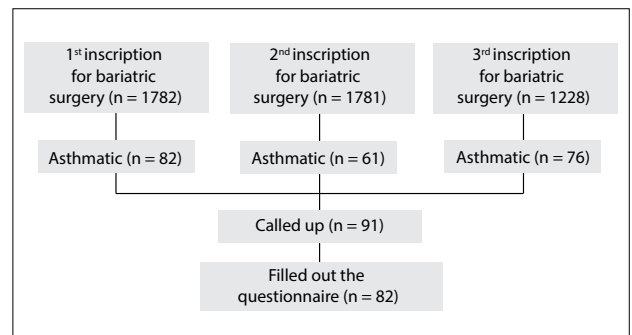 1st inscription
for bariatric
surgery (n = 1782)
2nd inscription
for bariatric
surgery (n = 1781)
3rd inscription
for bariatric
surgery (n = 1228)
Asthmatic (n = 82)
Asthmatic (n = 61)
Asthmatic (n = 76)
Called up (n = 91)
Filled out the
questionnaire (n = 82)